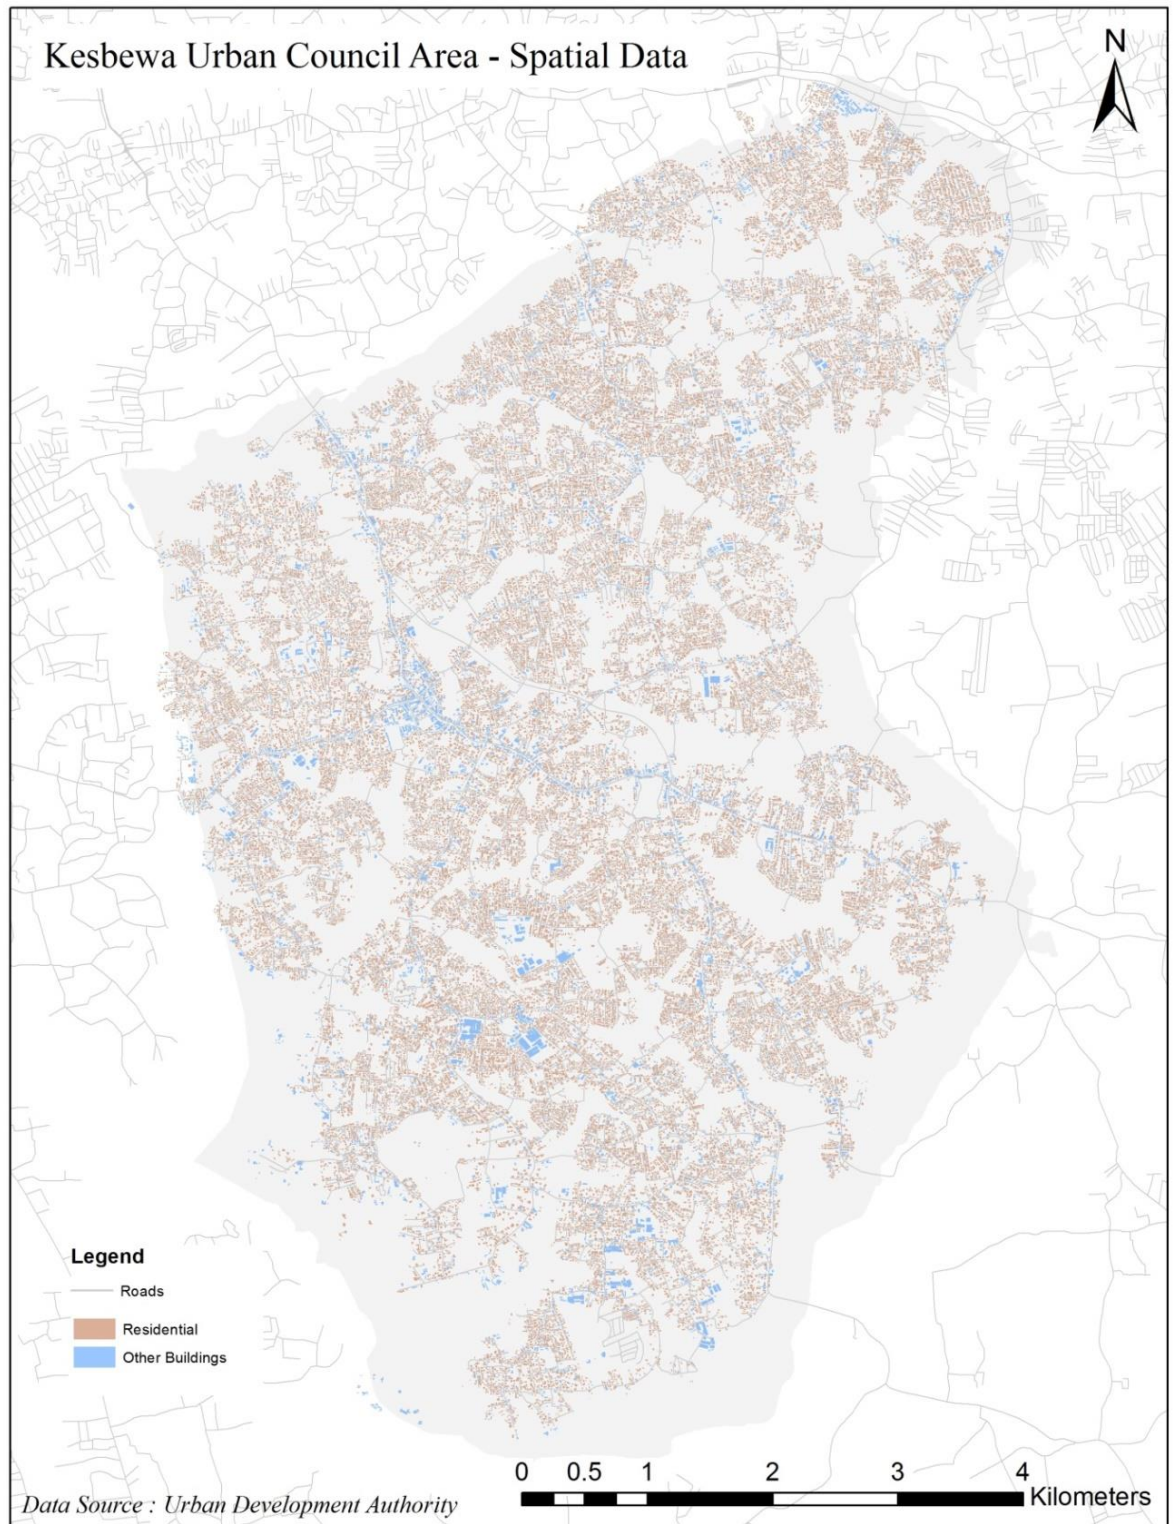 Kesbewa Urban Council Area - Spatial Data
N
Legend
Roads
Residential
Other Buildings
0 0.5 1 2 3 4
Kilometers
Data Source : Urban Development Authority